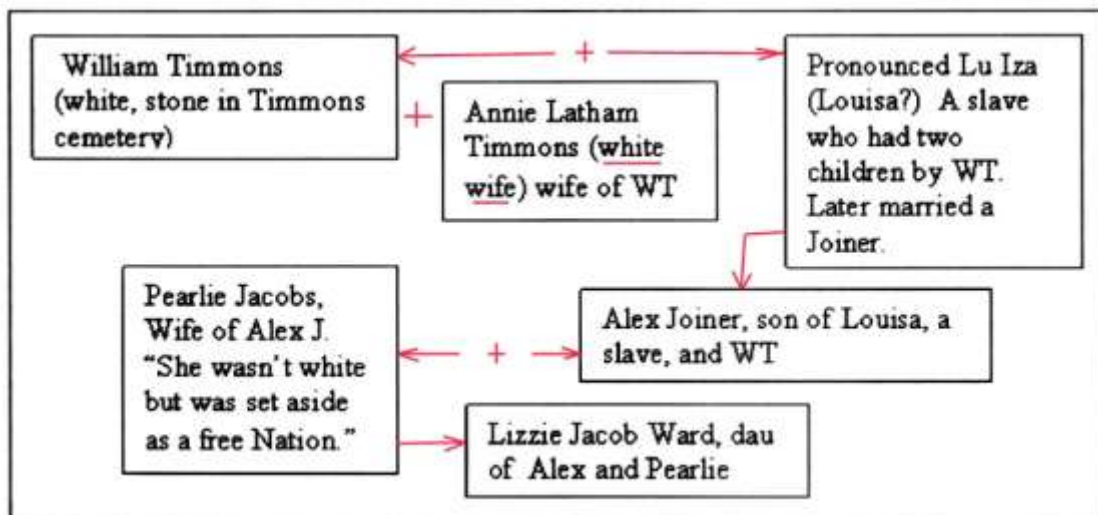 William Timmons
(white, stone in Timmons
cemetery)
+
+
Annie Latham
Timmons (white
wife) wife of WT
Pronounced Lu Iza
(Louisa?) A slave
who had two
children by WT.
Later married a
Joiner.
Pearlie Jacobs,
Wife of Alex J.
“She wasn’t white
but was set aside
as a free Nation.”
+
Alex Joiner, son of Louisa, a
slave, and WT
Lizzie Jacob Ward, dau
of Alex and Pearlie